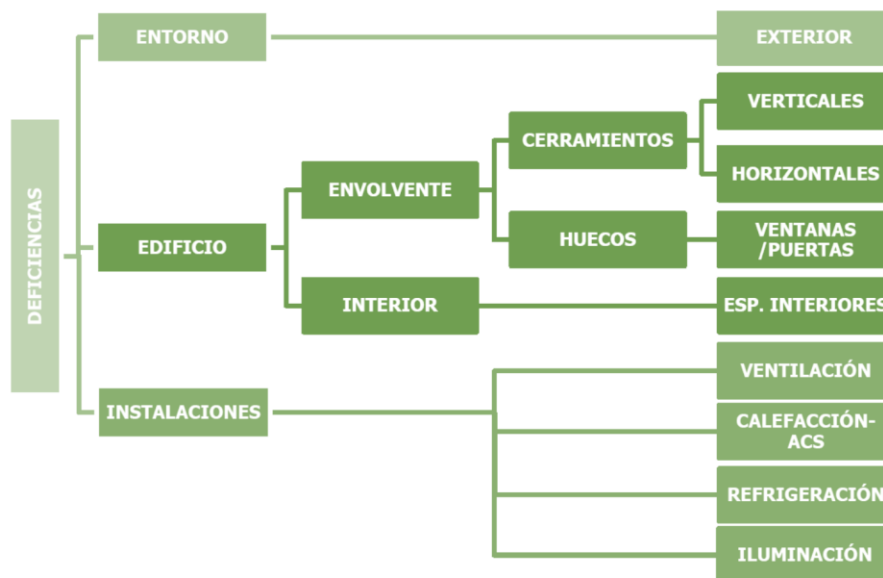 DEFICIENCIAS
ENTORNO
EXTERIOR
EDIFICIO
ENVOLVENTE
CERRAMIENTOS
VERTICALES
HORIZONTALES
HUECOS
VENTANAS
/PUERTAS
INTERIOR
ESP. INTERIORES
INSTALACIONES
VENTILACIÓN
CALEFACCIÓN-
ACS
REFRIGERACIÓN
ILUMINACIÓN